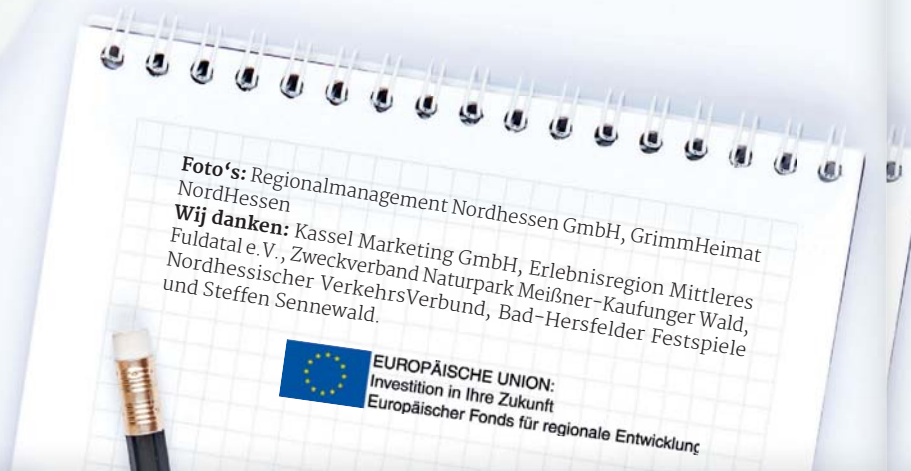 Foto‘s: Regionalmanagement Nordhessen GmbH, GrimmHeimat
NordHessen
Wij danken: Kassel Marketing GmbH, Erlebnisregion Mittleres
Fuldatal e.V., Zweckverband Naturpark Meißner-Kaufunger Wald,
Nordhessischer VerkehrsVerbund, Bad-Hersfelder Festspiele
und Steffen Sennewald.
EUROPÄISCHE UNION:
Investition in Ihre Zukunft
Europäischer Fonds für regionale Entwicklung